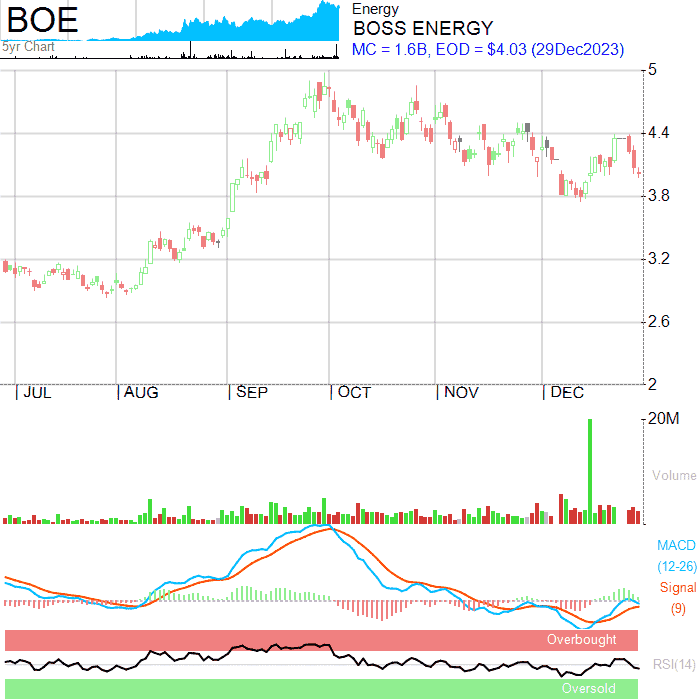 BOE
5yr Chart
Energy
BOSS ENERGY
MC = 1.6B, EOD = $4.03 (29Dec2023)
5
4.4
3.8
3.2
2.6
2
JUL AUG SEP OCT NOV DEC
20M
Volume
MACD
(12-26)
Signal
(9)
Overbought
RSI(14)
Oversold